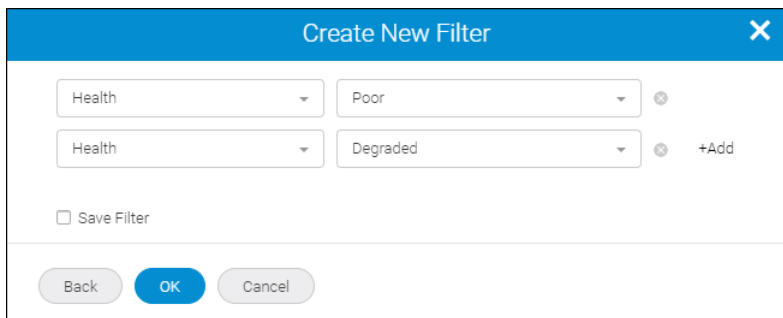 Create New Filter
Health Poor
Health Degraded +Add
Save Filter
Back OK Cancel